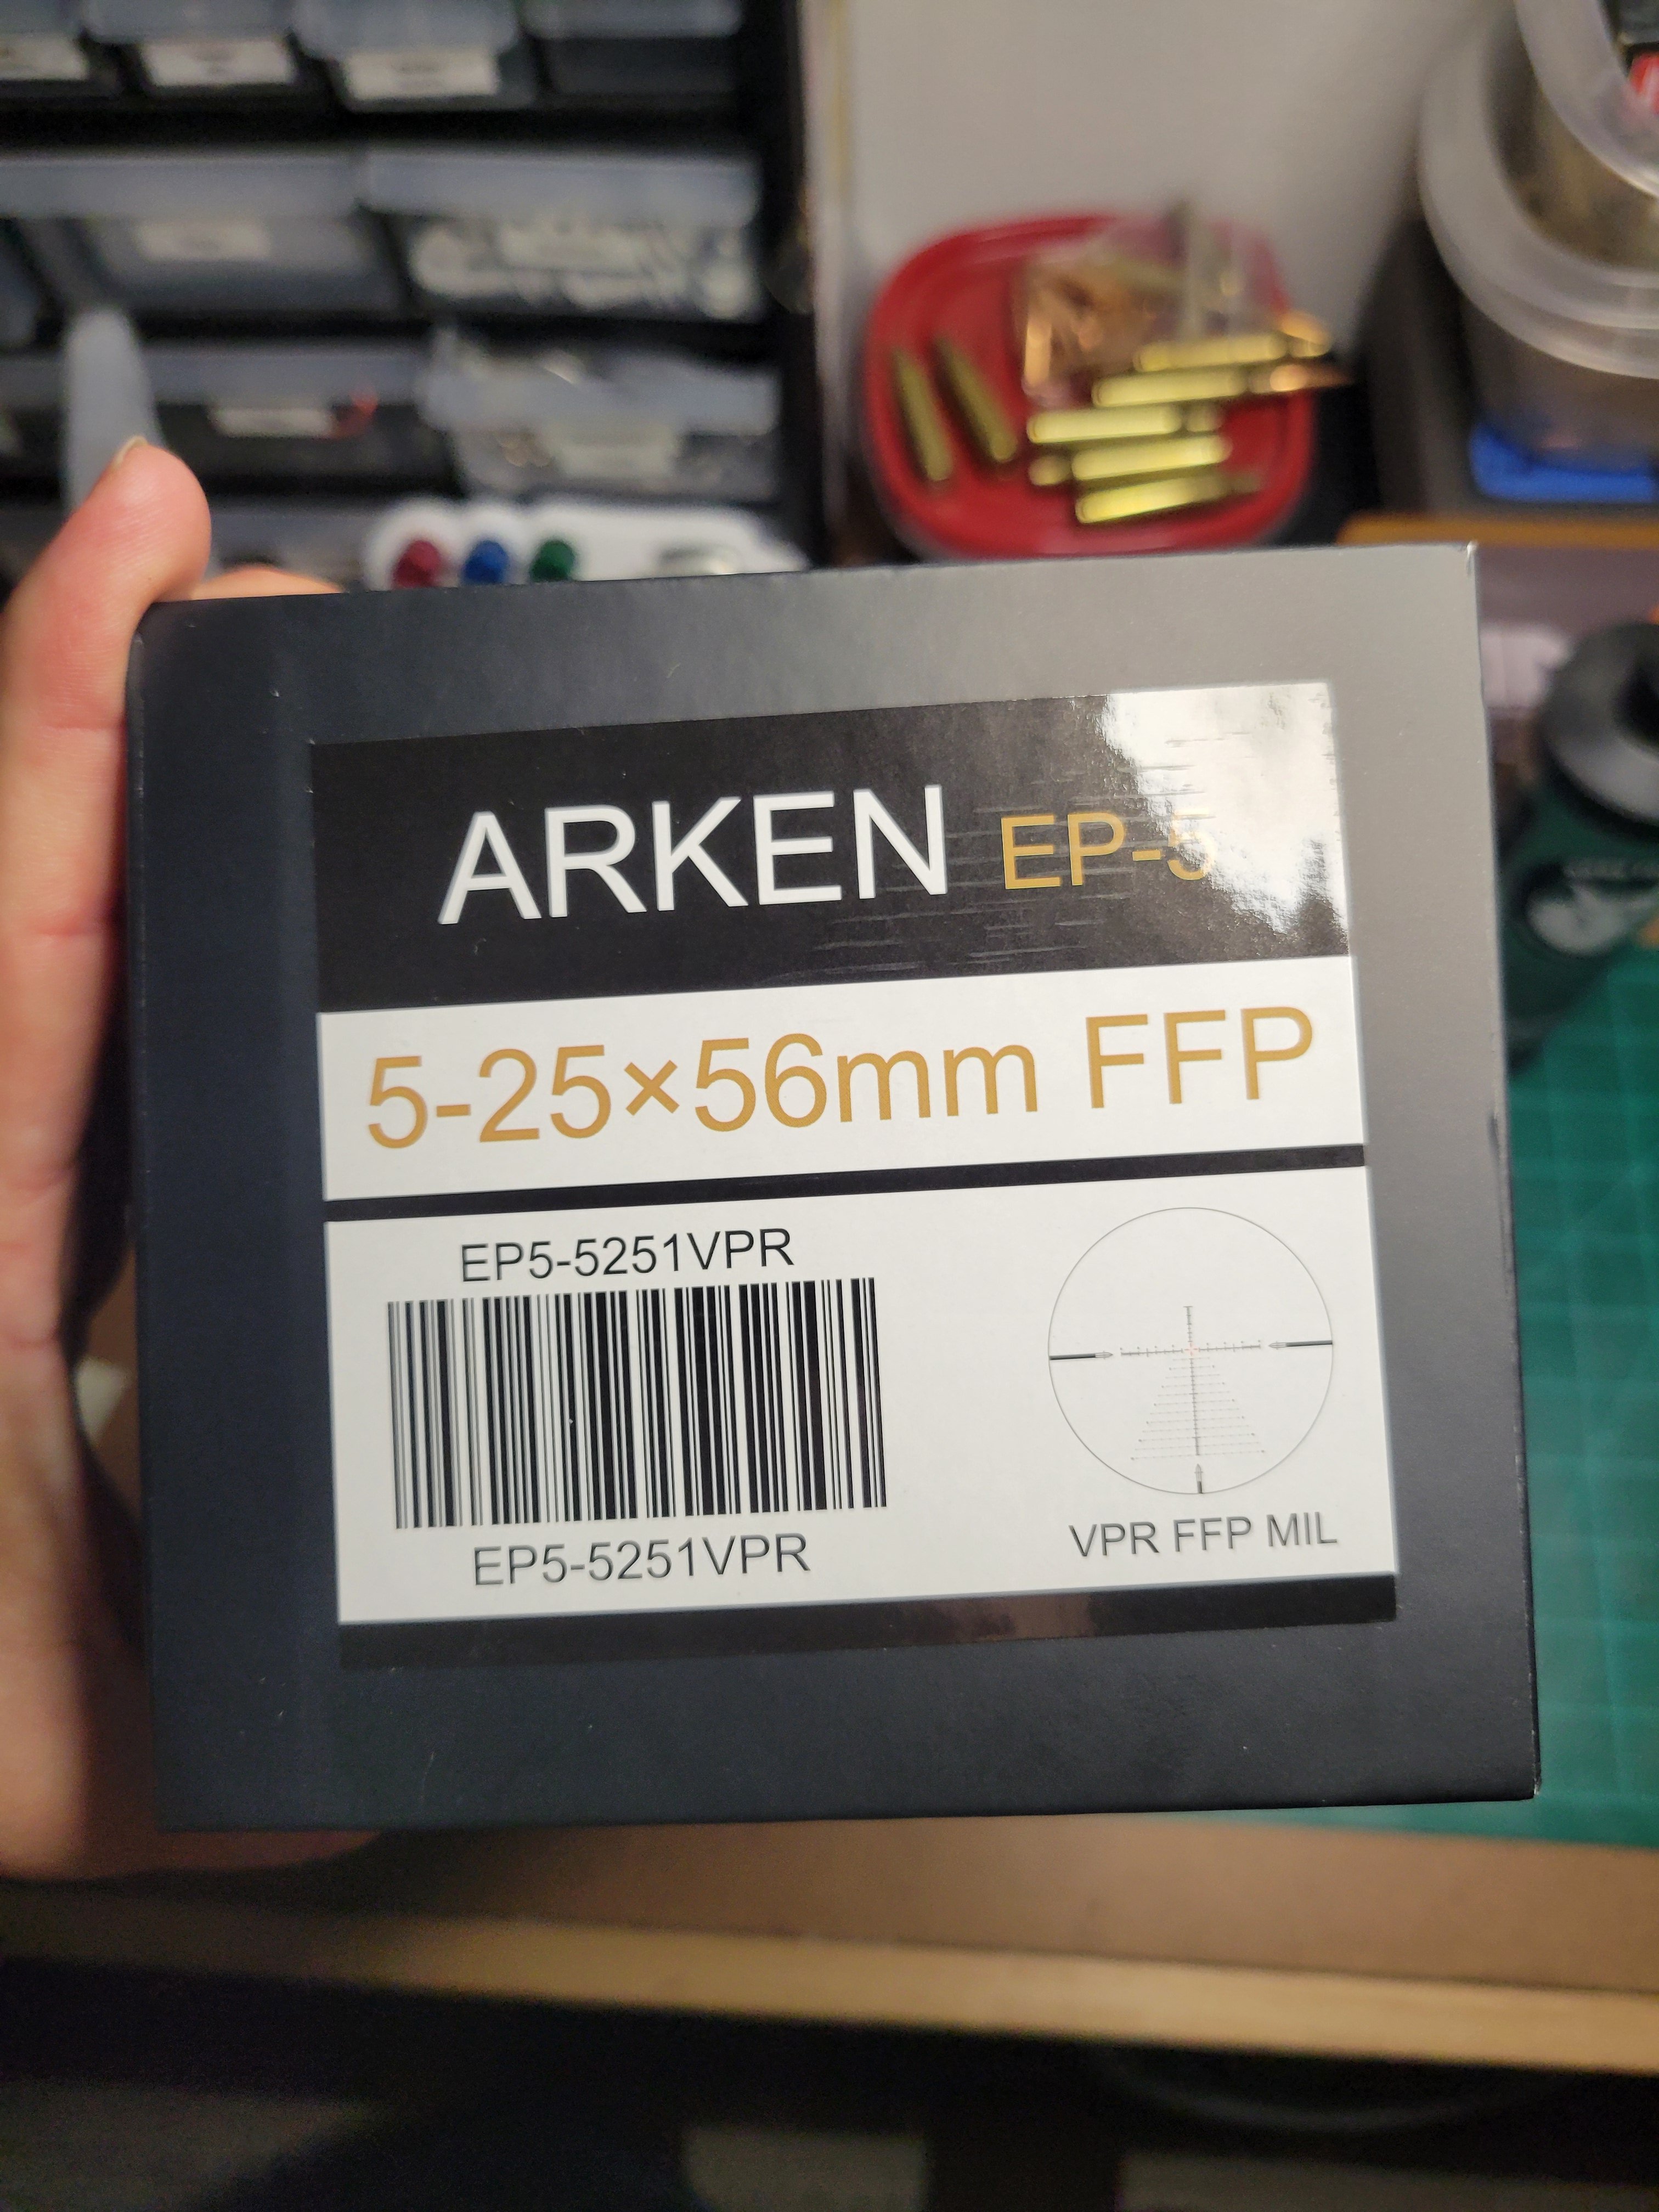 ARKEN EP-5
5-25×56mm FFP
EP5-5251VPR
EP5-5251VPR
VPR FFP MIL